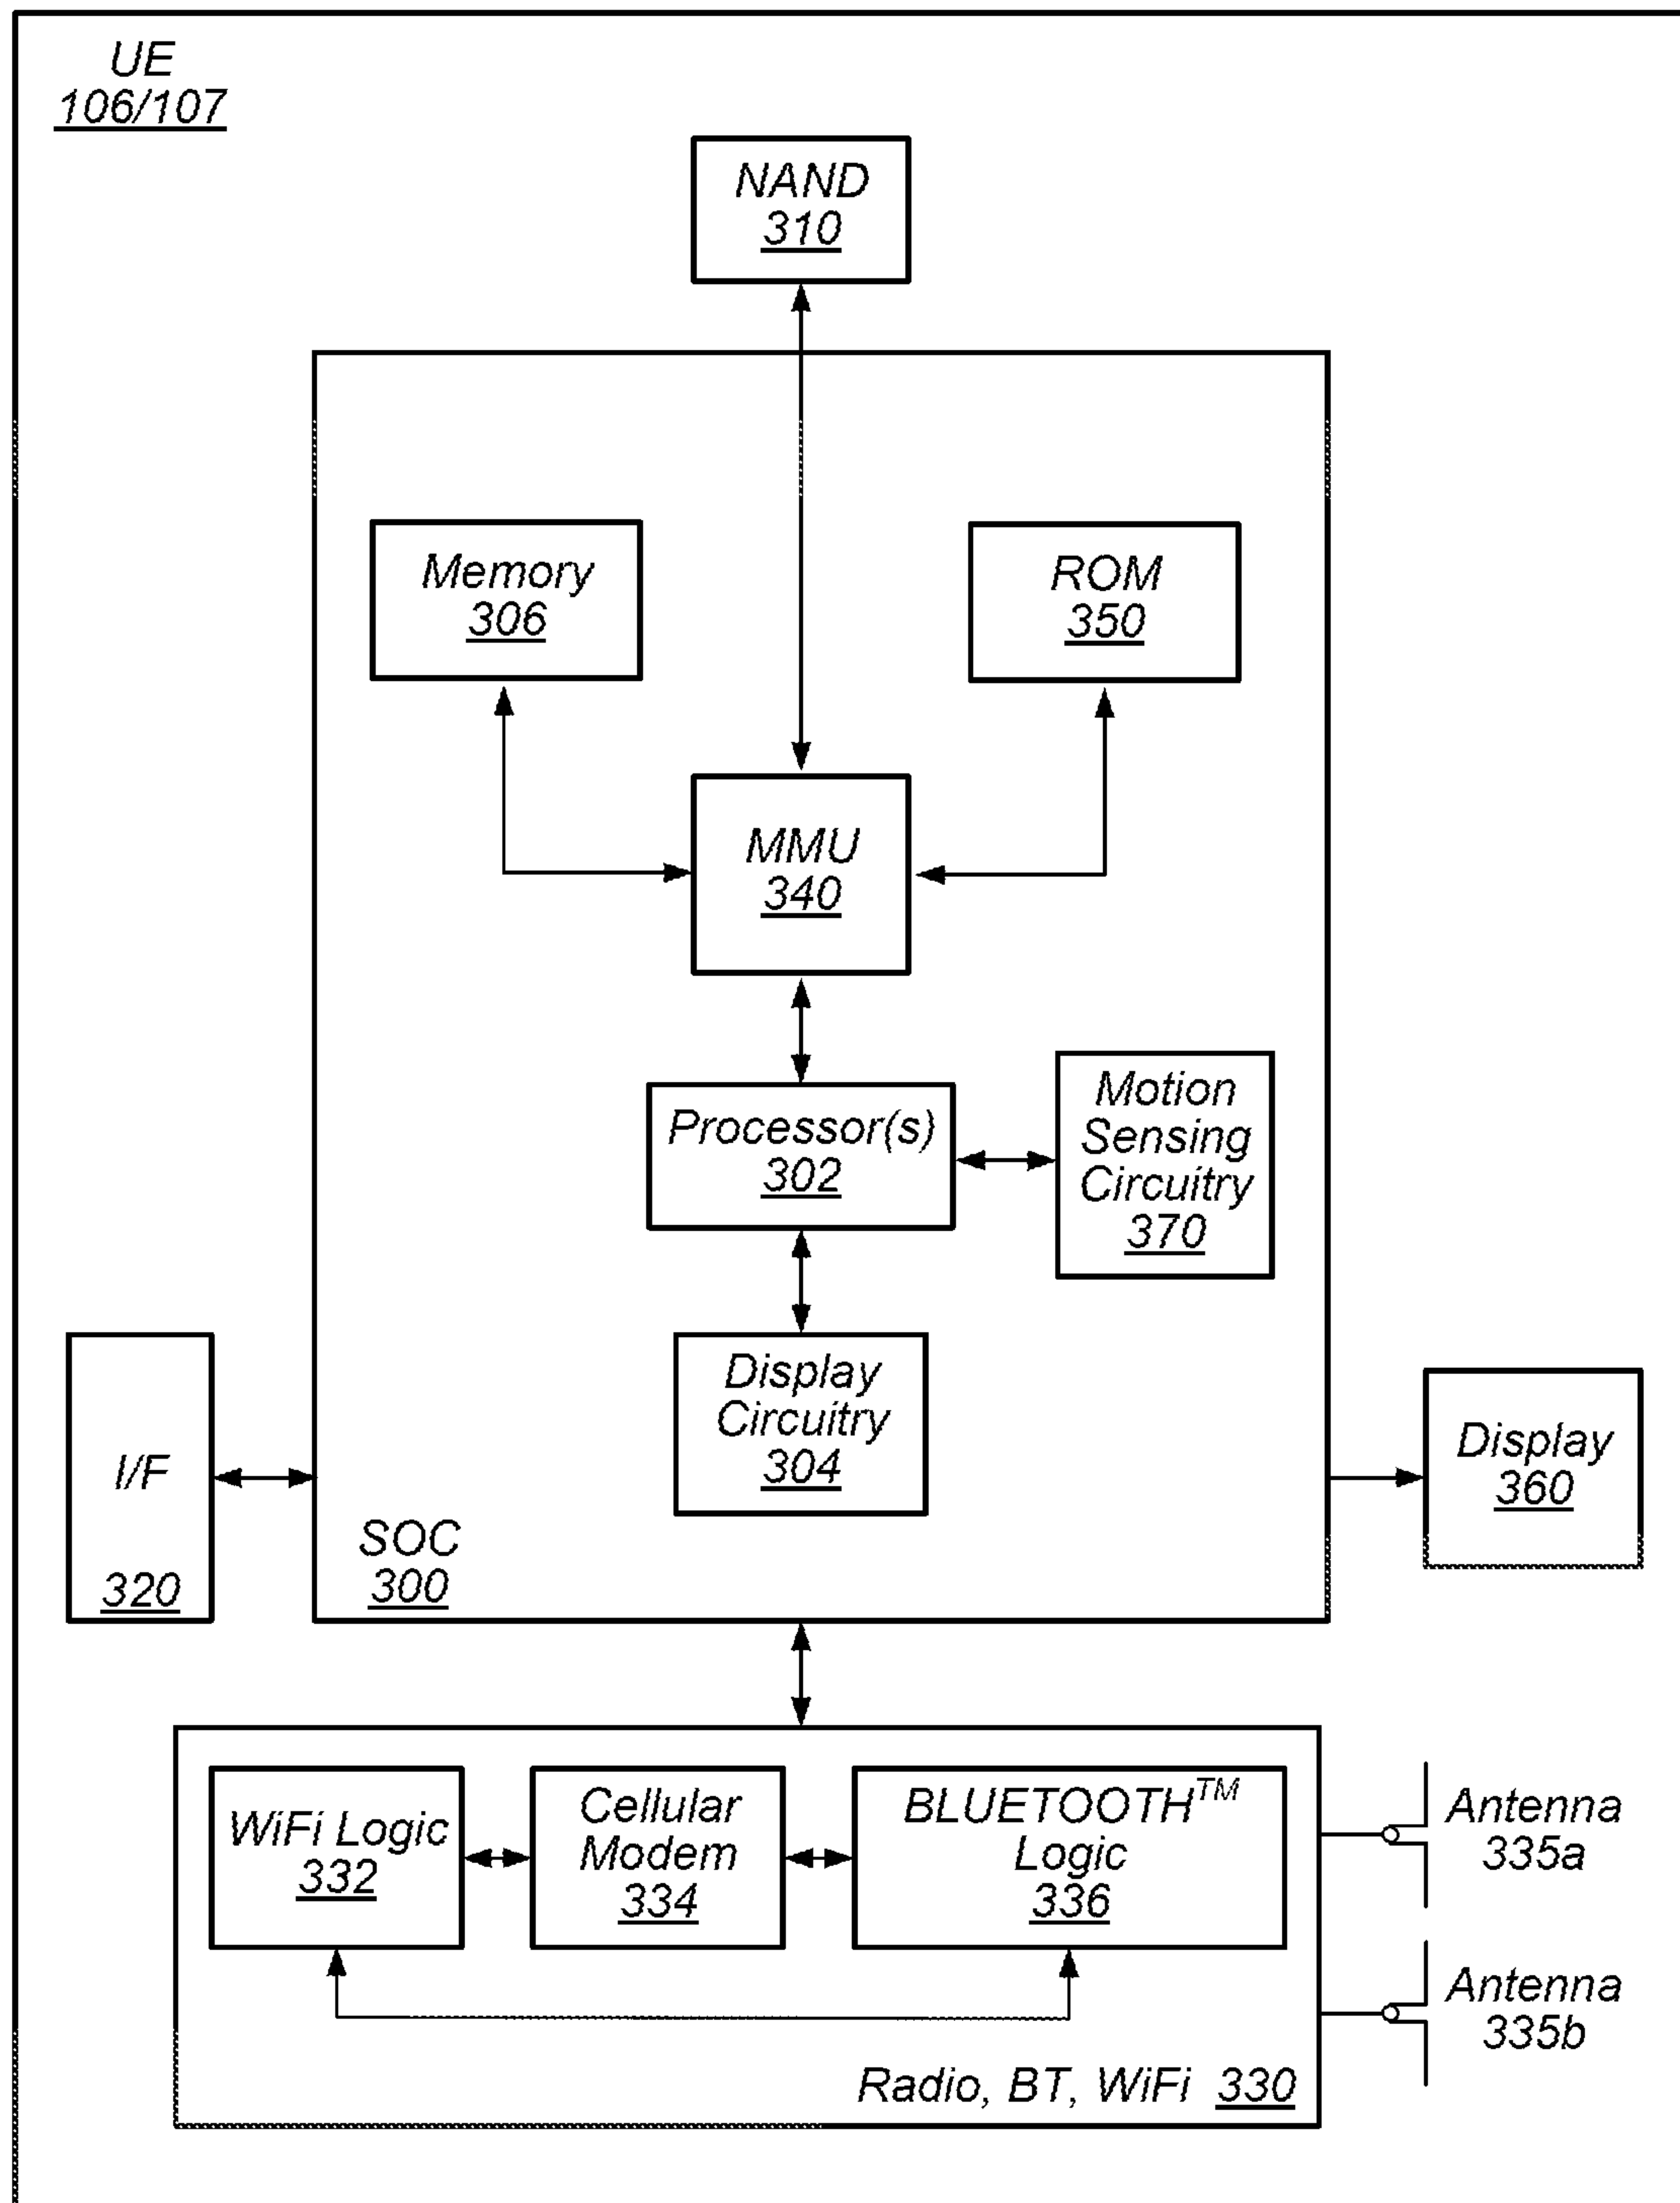 UE
106/107
NAND
310
Memory
306
ROM
350
MMU
340
Processor(s)
302
Motion
Sensing
Circuitry
370
Display
Circuitry
304
I/F
320
SOC
300
Display
360
WiFi Logic
332
Cellular
Modem
334
BLUETOOTH™
Logic
336
Antenna
335a
Antenna
335b
Radio, BT, WiFi 330